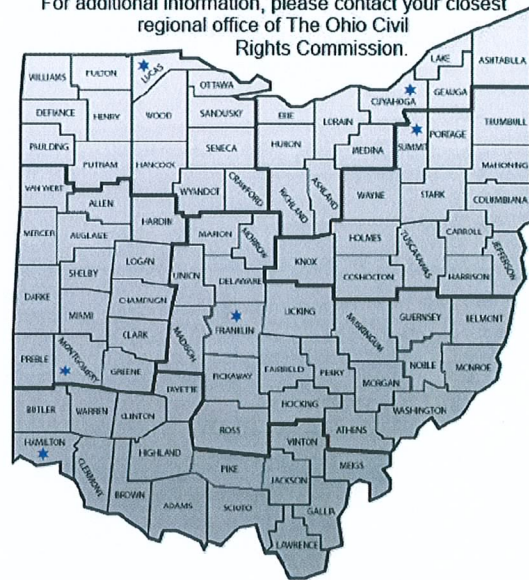 For additional information, please contact your closest
regional office of The Ohio Civil
Rights Commission.
LAKE
ASHTABULA
WILLIAMS
FULTON
LUCAS
OTTAWA
CUYAHOGA
GEAUGA
DEFIANCE
HENRY
WOOD
SANDUSKY
ERIE
LORAIN
TRUMBULL
SUMMIT
PORTAGE
PAULDING
SENECA
HURON
MEDINA
MAHONING
PUTNAM
HANCOCK
VAN WERT
WYANDOT
CRAWFORD
RICHLAND
ASHLAND
WAYNE
STARK
COLUMBIANA
ALLEN
HARDIN
MERCER
AUGLAIZE
MARION
MORROW
HOLMES
TUSCARAWAS
CARROLL
JEFFERSON
LOGAN
KNOX
SHELBY
UNION
DELAWARE
COSHOCTON
HARRISON
DARKE
CHAMPAIGN
LICKING
MUSKINGUM
GUERNSEY
BELMONT
MIAMI
FRANKLIN
CLARK
MADISON
PREBLE
MONTGOMERY
GREENE
FAIRFIELD
PERRY
NOBLE
MONROE
PICKAWAY
MORGAN
FAYETTE
BUTLER
WARREN
CLINTON
HOCKING
WASHINGTON
ROSS
ATHENS
HAMILTON
CLERMONT
HIGHLAND
VINTON
PIKE
MEIGS
JACKSON
BROWN
ADAMS
SCIOTO
GALLIA
LAWRENCE